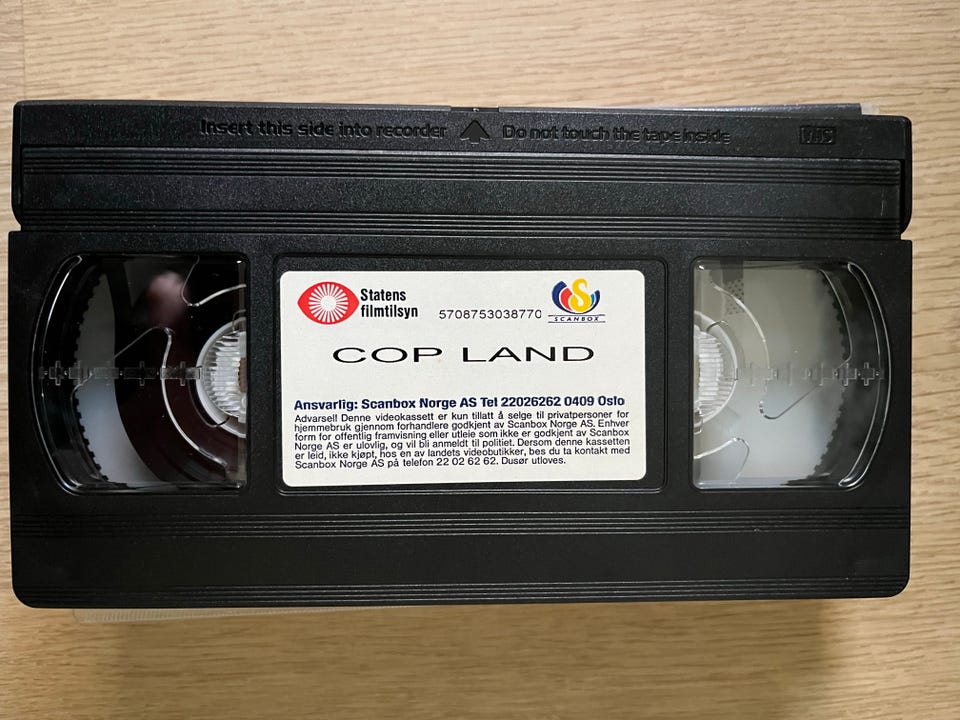 Insert this side into recorder Do not touch the tape inside VHS
Statens
filmtilsyn
5708753038770
S
SCANBOX
COP LAND
Ansvarlig: Scanbox Norge AS Tel 22026262 0409 Oslo
Advarsel! Denne videokassett er kun tillatt å selge til privatpersoner for
hjemmebruk gjennom forhandlere godkjent av Scanbox Norge AS. Enhver
form for offentlig framvisning eller utleie som ikke er godkjent av Scanbox
Norge AS er ulovlig, og vil bli anmeldt til politiet. Dersom denne kassetten
er leid, ikke kjøpt, hos en av landets videobutikker, bes du ta kontakt med
Scanbox Norge AS på telefon 22 02 62 62. Dusør utloves.